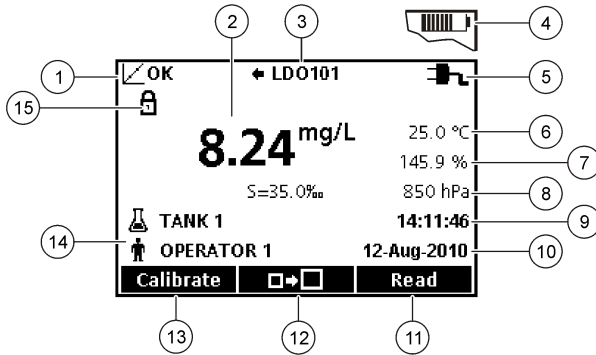 2
3
4
1
OK
LDO101
5
15
8.24 mg/L
25.0 °C
6
145.9 %
7
S=35.0‰
850 hPa
8
TANK 1
14:11:46
9
14
OPERATOR 1
12-Aug-2010
10
Calibrate
Read
13
12
11